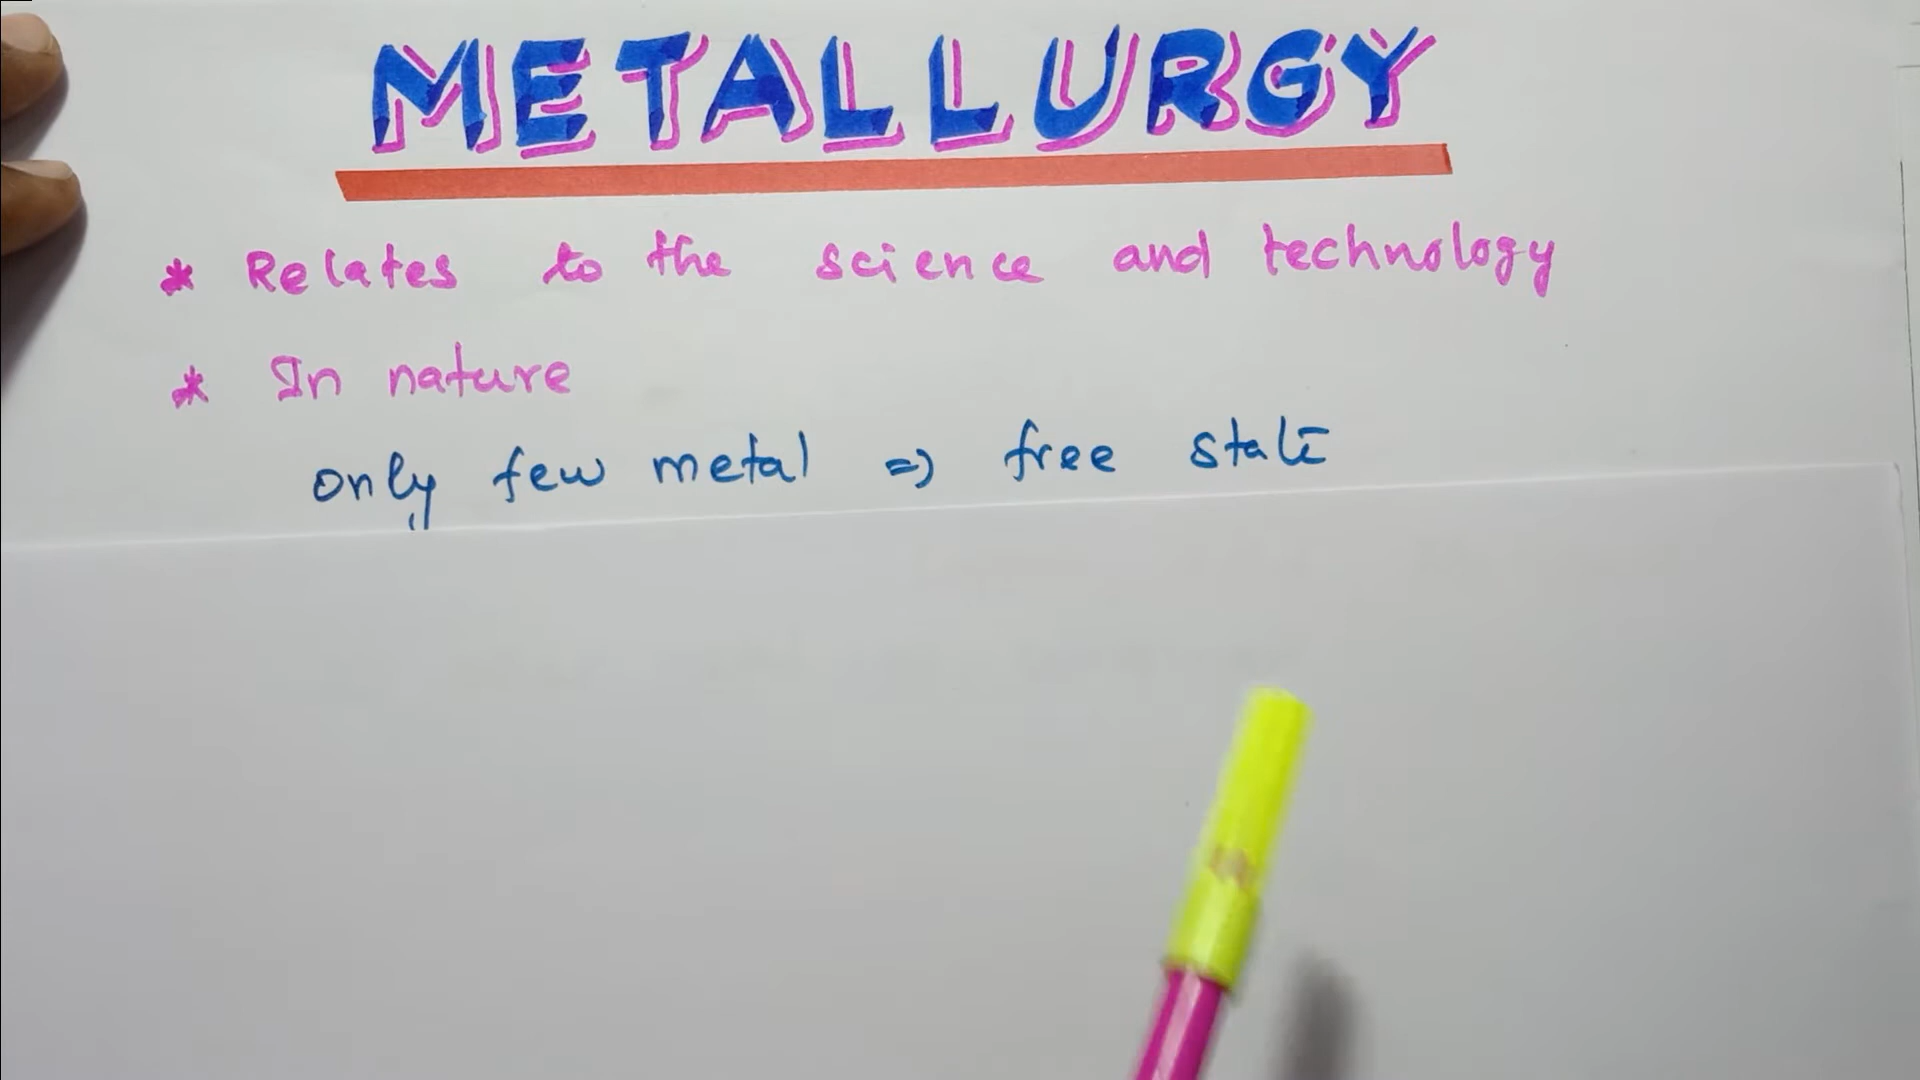 METALLURGY
* Relates to the science and technology
* In nature
only few metal => free state